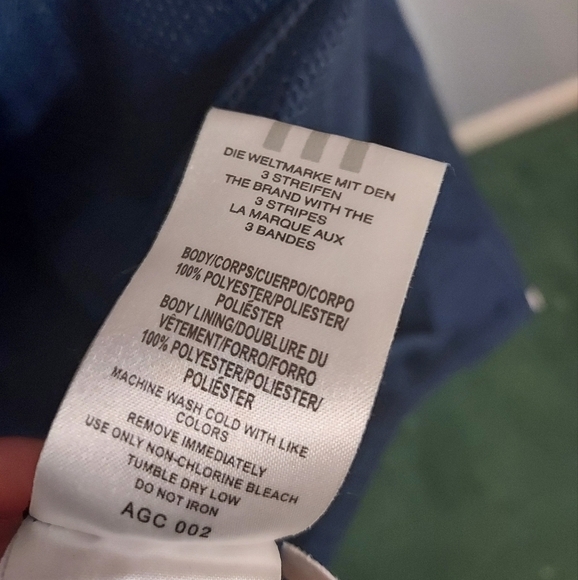 DIE WELTMARKE MIT DEN
3 STREIFEN
THE BRAND WITH THE
3 STRIPES
LA MARQUE AUX
3 BANDES
BODY/CORPS/CUERPO/CORPO
100% POLYESTER/POLIESTER/
POLIÉSTER
BODY LINING/DOUBLURE DU
VÊTEMENT/FORRO/FORRO
100% POLYESTER/POLIESTER/
POLIÉSTER
MACHINE WASH COLD WITH LIKE
COLORS
REMOVE IMMEDIATELY
USE ONLY NON-CHLORINE BLEACH
TUMBLE DRY LOW
DO NOT IRON
AGC 002